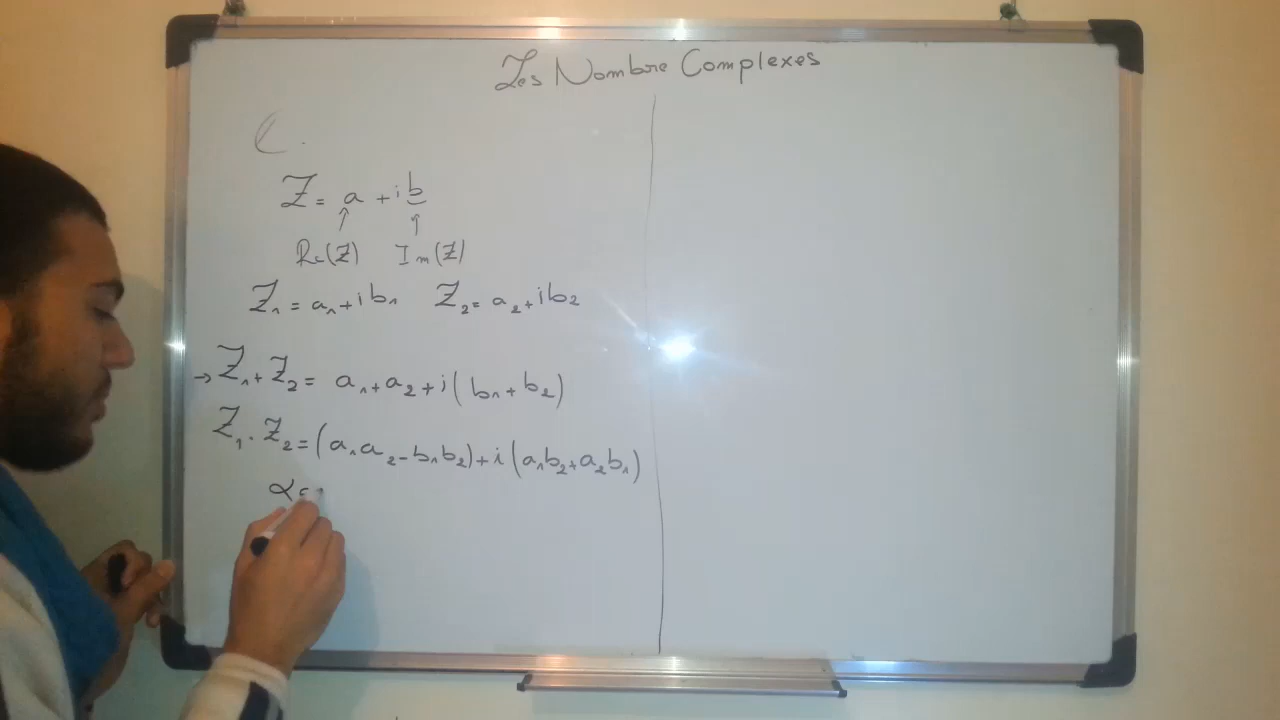 Les Nombre Complexes
ℂ.
Z = a + ib
Re(Z) Im(Z)
Z₁ = a₁ + ib₁ Z₂ = a₂ + ib₂
→ Z₁ + Z₂ = a₁ + a₂ + i(b₁ + b₂)
Z₁ . Z₂ = (a₁a₂ - b₁b₂) + i(a₁b₂ + a₂b₁)
α